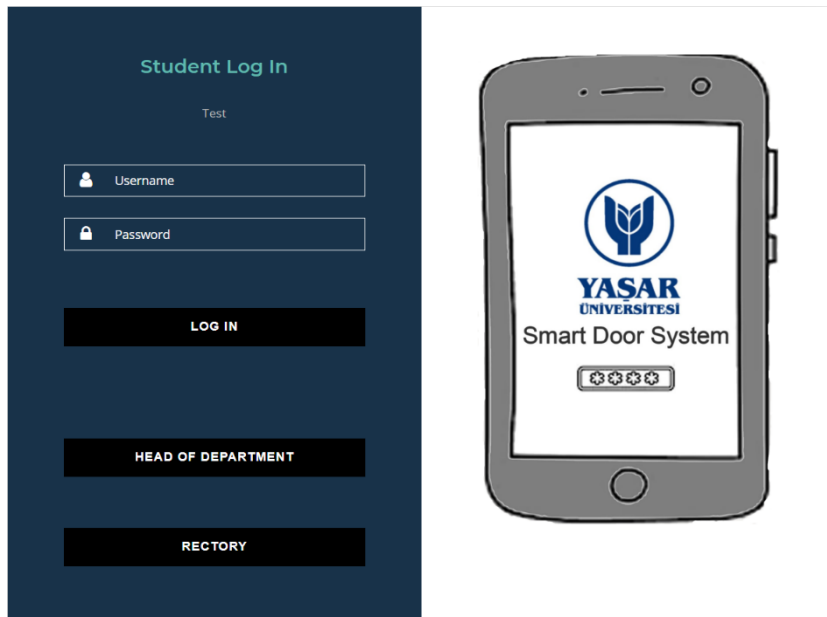 Student Log In
Test
Username
Password
LOG IN
HEAD OF DEPARTMENT
RECTORY
YAŞAR
ÜNİVERSİTESİ
Smart Door System
****